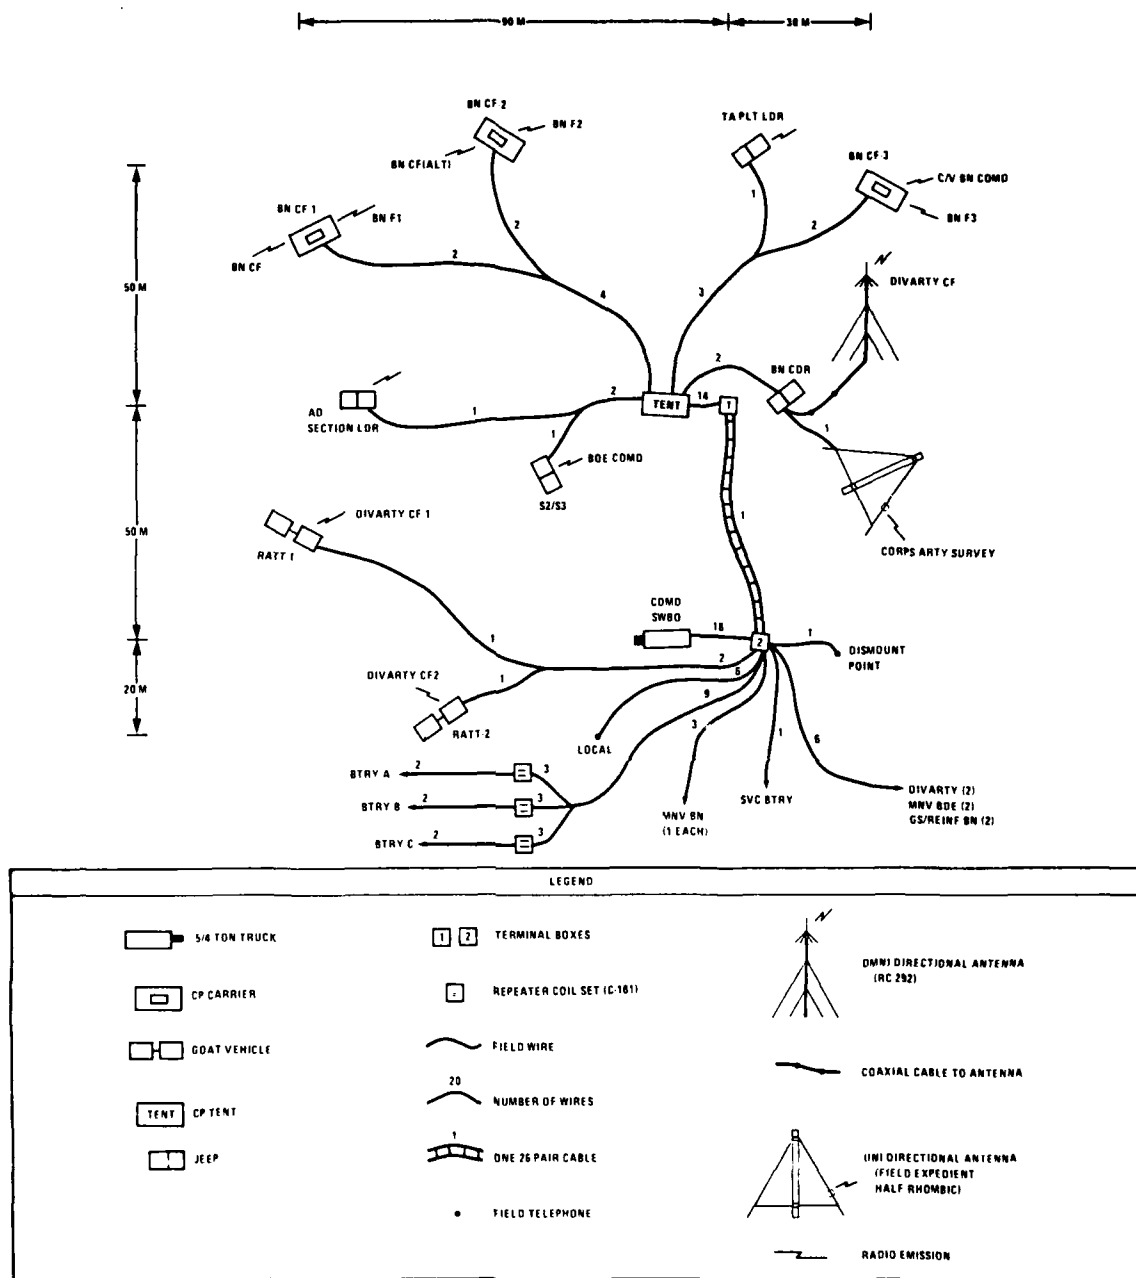 90 M
30 M
BN CF 2
BN F2
BN CF(ALT)
TA PLT LDR
BN CF 3
C/V BN COMD
BN F3
BN CF 1
BN F1
BN CF
1
2
2
2
50 M
4
3
DIVARTY CF
2
BN CDR
TENT
14
1
2
AD
SECTION LDR
1
1
1
BDE COMD
S2/S3
DIVARTY CF 1
RATT 1
50 M
1
CORPS ARTY SURVEY
COMD
SWBD
18
2
1
DISMOUNT
POINT
1
2
6
DIVARTY CF2
1
9
20 M
RATT 2
3
1
6
LOCAL
BTRY A
2
3
BTRY B
2
3
BTRY C
2
3
MNV BN
(1 EACH)
SVC BTRY
DIVARTY (2)
MNV BDE (2)
GS/REINF BN (2)
LEGEND
5/4 TON TRUCK
1 2 TERMINAL BOXES
OMNI DIRECTIONAL ANTENNA
(RC 292)
CP CARRIER
REPEATER COIL SET (C-161)
GOAT VEHICLE
FIELD WIRE
COAXIAL CABLE TO ANTENNA
20
NUMBER OF WIRES
TENT CP TENT
1
ONE 26 PAIR CABLE
JEEP
UNI DIRECTIONAL ANTENNA
(FIELD EXPEDIENT
HALF RHOMBIC)
FIELD TELEPHONE
RADIO EMISSION